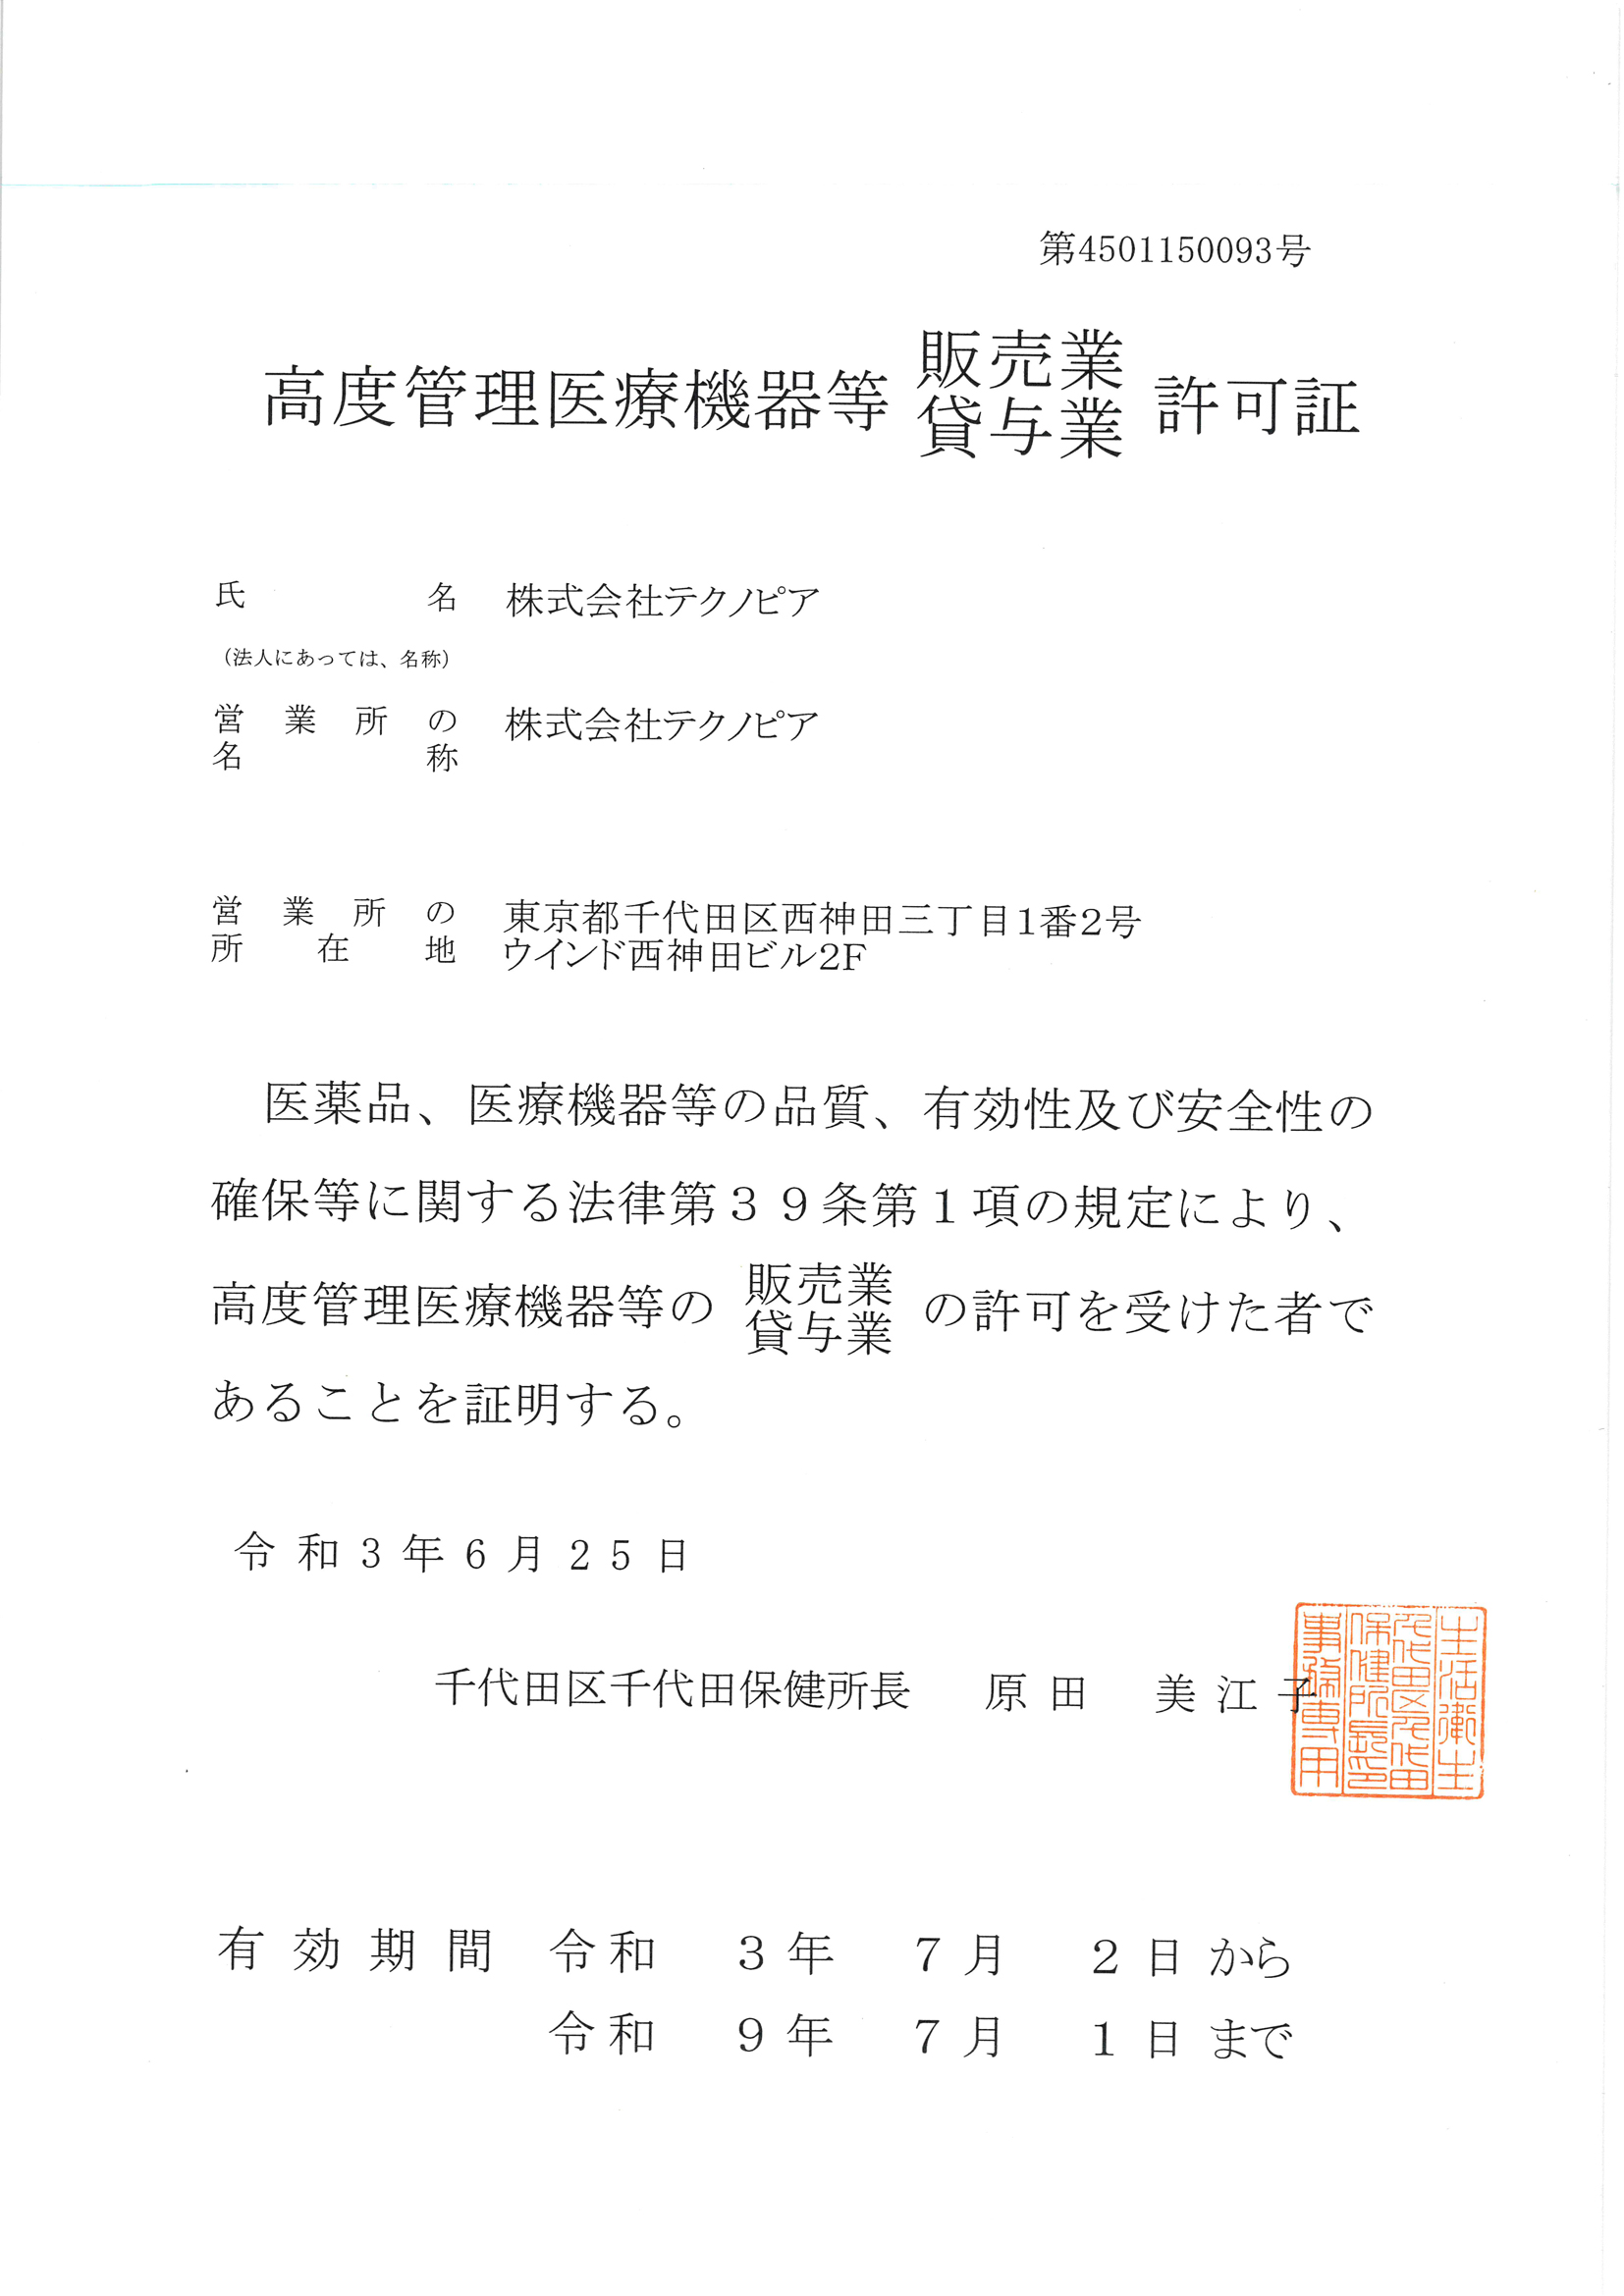 第4501150093号
高度管理医療機器等 販売業 許可証
貸与業
氏名 株式会社テクノピア
（法人にあっては、名称）
営業所の 株式会社テクノピア
名称
営業所の 東京都千代田区西神田三丁目1番2号
所在地 ウインド西神田ビル2F
医薬品、医療機器等の品質、有効性及び安全性の
確保等に関する法律第３９条第１項の規定により、
高度管理医療機器等の 販売業 の許可を受けた者で
貸与業
あることを証明する。
令和３年６月２５日
千代田区千代田保健所長 原田 美江子
生活衛生
千代田区千代田
保健所長印
事務専用
有効期間 令和 ３年 ７月 ２日から
令和 ９年 ７月 １日まで